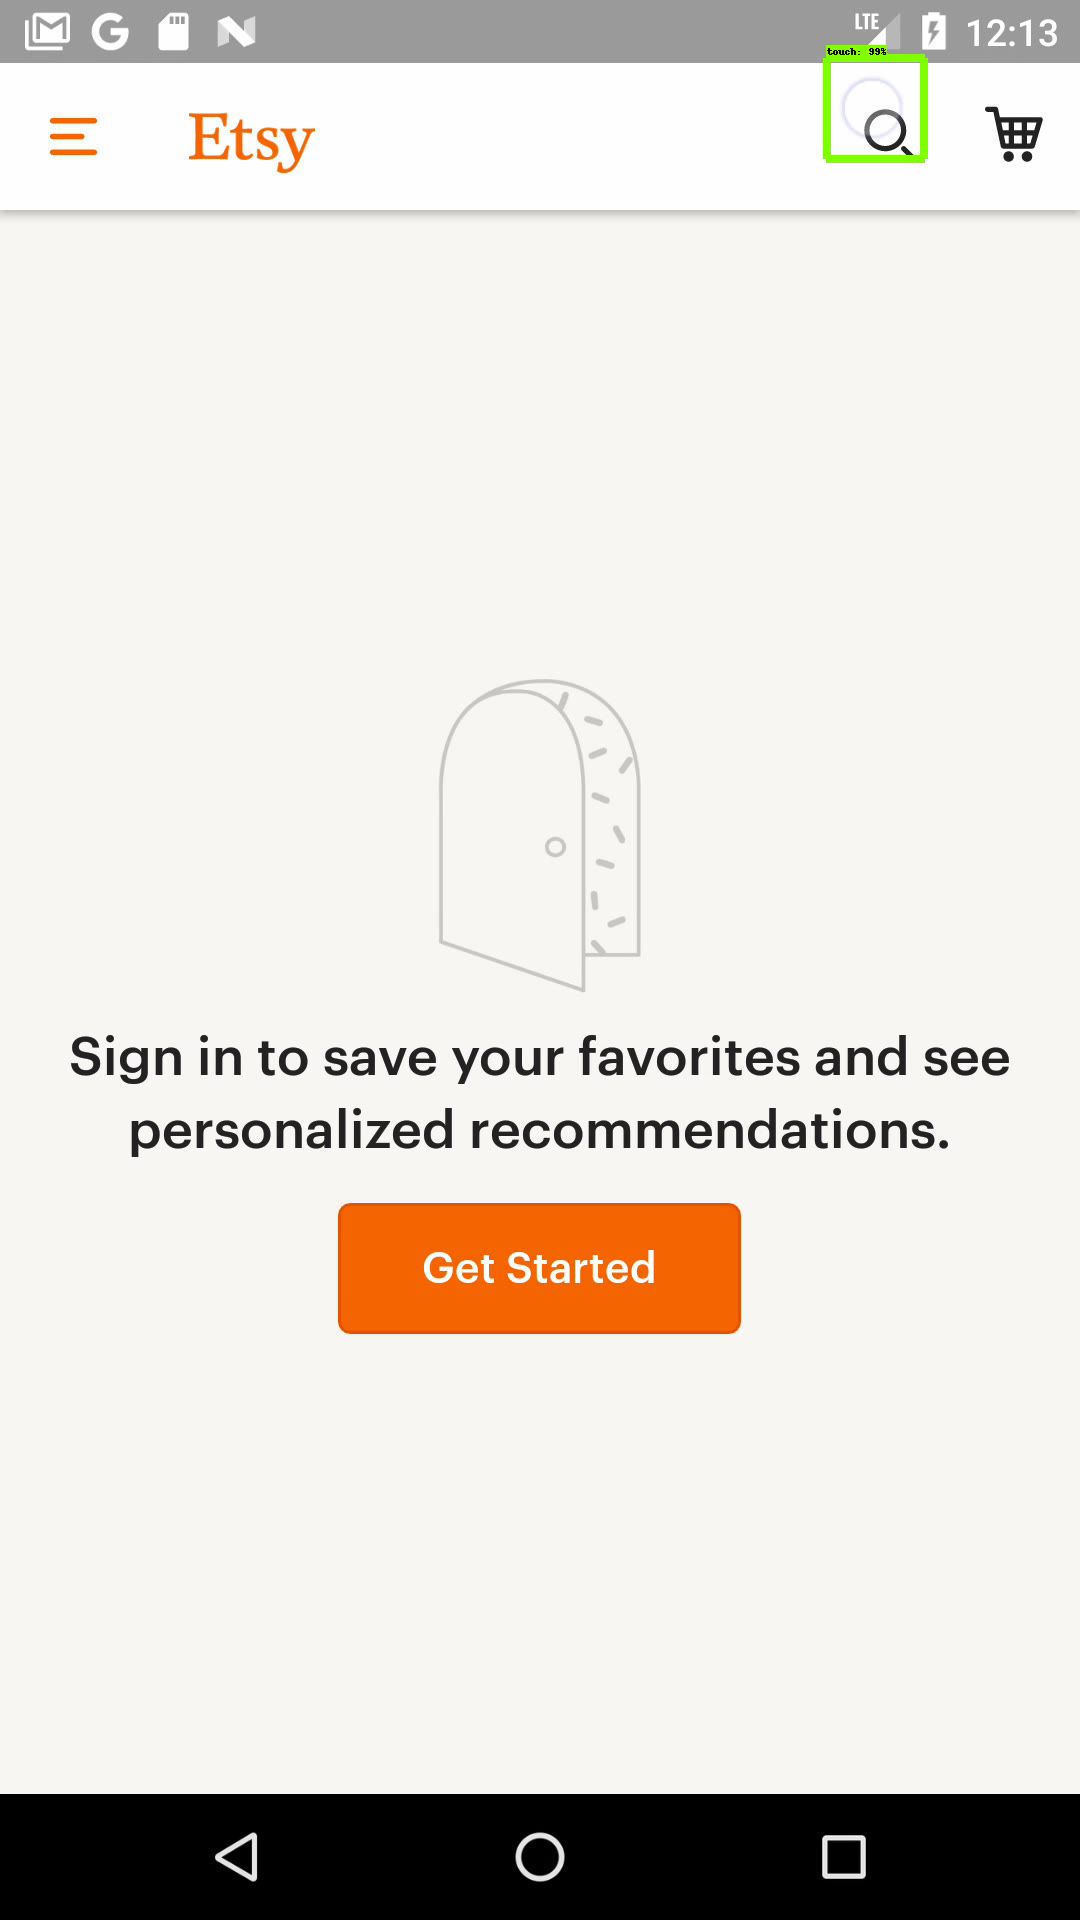 LTE 12:13
touch: 99%
Etsy
Sign in to save your favorites and see
personalized recommendations.
Get Started